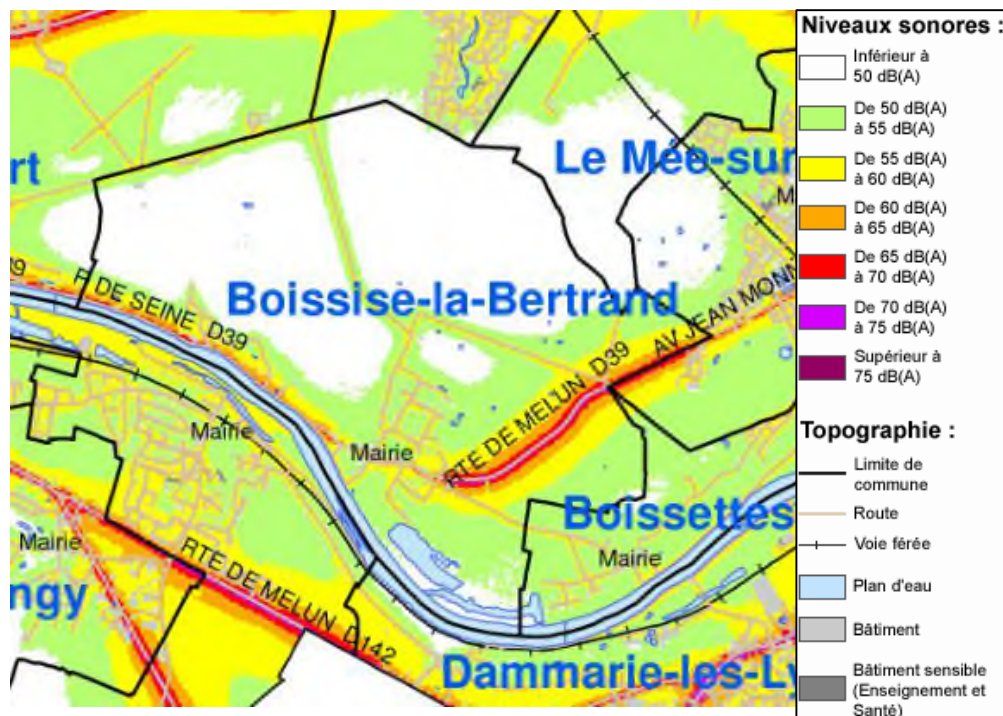 Le Mée-sur
M
rt
Boissise-la-Bertrand
R DE SEINE D39
39
AV JEAN MONN
RTE DE MELUN D39
Mairie
Mairie
Boissettes
Mairie
Mairie
RTE DE MELUN D142
ngy
Dammarie-les-Ly
Niveaux sonores :
Inférieur à
50 dB(A)
De 50 dB(A)
à 55 dB(A)
De 55 dB(A)
à 60 dB(A)
De 60 dB(A)
à 65 dB(A)
De 65 dB(A)
à 70 dB(A)
De 70 dB(A)
à 75 dB(A)
Supérieur à
75 dB(A)
Topographie :
Limite de
commune
Route
Voie férée
Plan d'eau
Bâtiment
Bâtiment sensible
(Enseignement et
Santé)